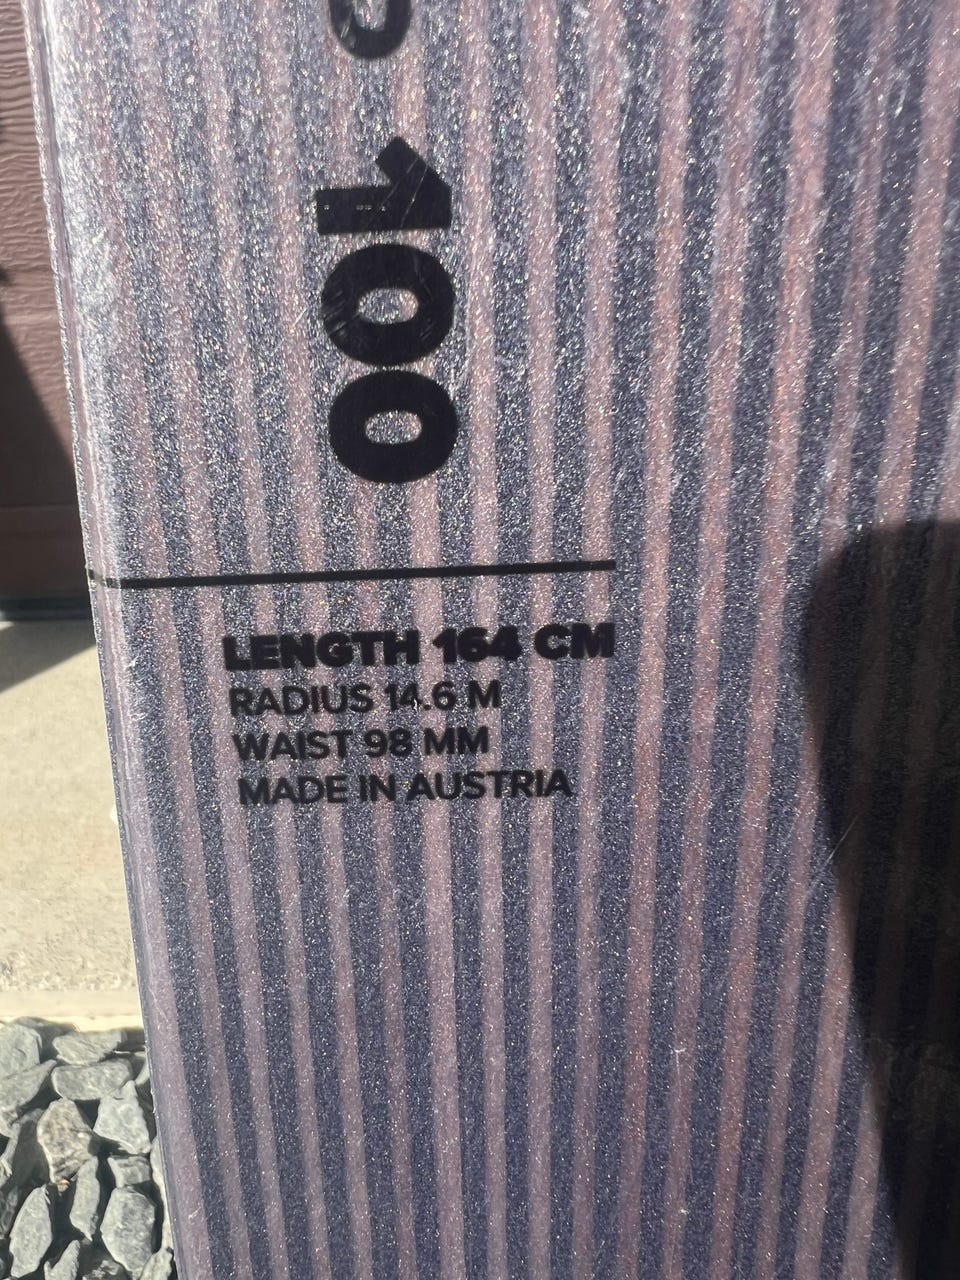 100
LENGTH 164 CM
RADIUS 14.6 M
WAIST 98 MM
MADE IN AUSTRIA